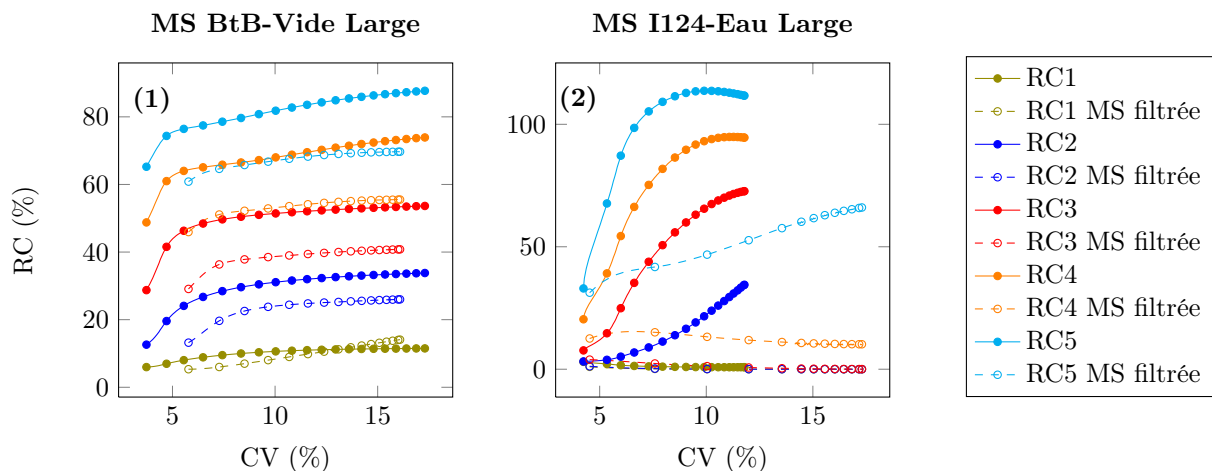 MS BtB-Vide Large
MS I124-Eau Large
(1)
(2)
RC (%)
0
20
40
60
80
5
10
15
CV (%)
0
50
100
5
10
15
CV (%)
RC1
RC1 MS filtrée
RC2
RC2 MS filtrée
RC3
RC3 MS filtrée
RC4
RC4 MS filtrée
RC5
RC5 MS filtrée